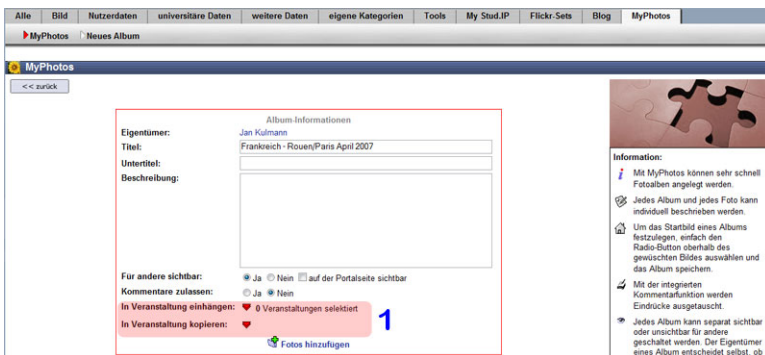 Alle Bild Nutzerdaten universitäre Daten weitere Daten eigene Kategorien Tools My Stud.IP Flickr-Sets Blog MyPhotos
MyPhotos Neues Album
MyPhotos
<< zurück
Album-Informationen
Eigentümer: Jan Kulmann
Titel: Frankreich - Rouen/Paris April 2007
Untertitel:
Beschreibung:
Für andere sichtbar: Ja Nein auf der Portalseite sichtbar
Kommentare zulassen: Ja Nein
In Veranstaltung einhängen: 0 Veranstaltungen selektiert
In Veranstaltung kopieren:
1
Fotos hinzufügen
Information:
Mit MyPhotos können sehr schnell
Fotoalben angelegt werden.
Jedes Album und jedes Foto kann
individuell beschrieben werden.
Um das Startbild eines Albums
festzulegen, einfach den
Radio-Button oberhalb des
gewüschten Bildes auswählen und
das Album speichern.
Mit der integrierten
Kommentarfunktion werden
Eindrücke ausgetauscht.
Jedes Album kann separat sichtbar
oder unsichtbar für andere
geschaltet werden. Der Eigentümer
eines Album entscheidet selbst, ob